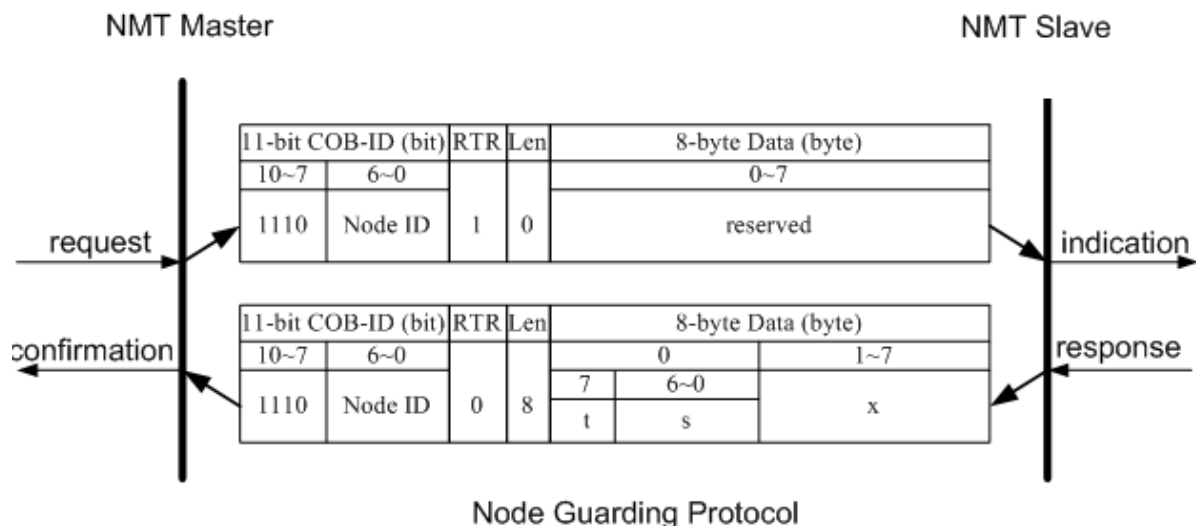 NMT Master
NMT Slave
11-bit COB-ID (bit) RTR Len 8-byte Data (byte)
10~7 6~0 0~7
1110 Node ID 1 0 reserved
request
indication
11-bit COB-ID (bit) RTR Len 8-byte Data (byte)
confirmation
response
10~7 6~0 0 1~7
7 6~0
1110 Node ID 0 8 x
t s
Node Guarding Protocol